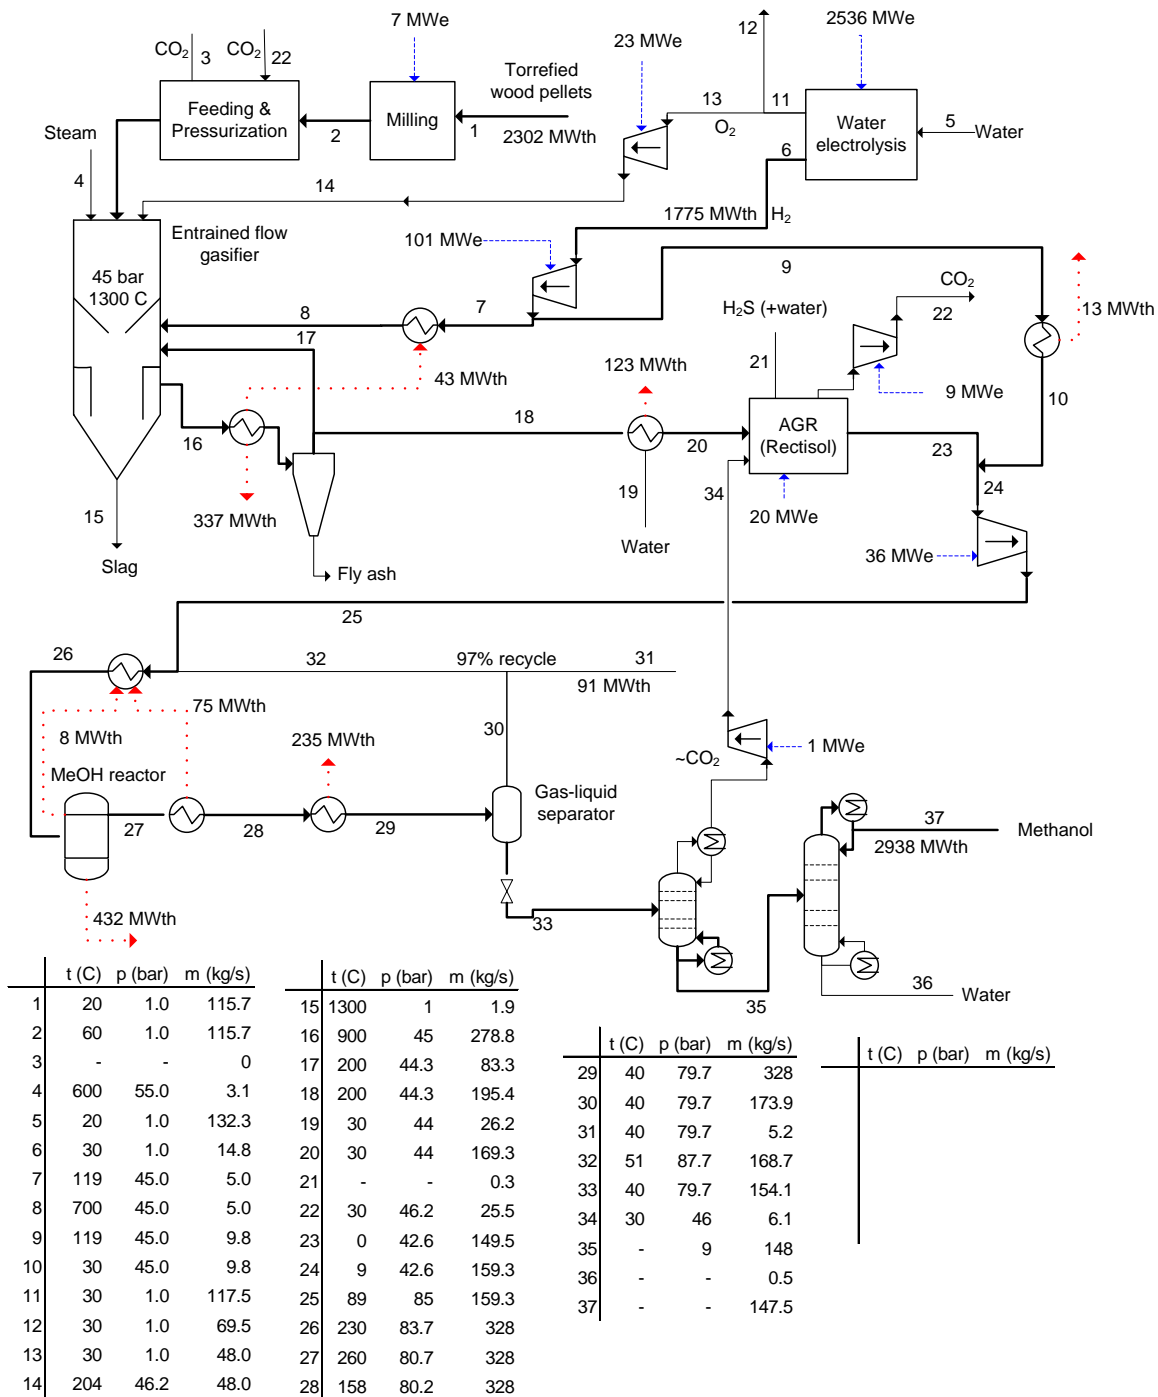 7 MWe
23 MWe
12
2536 MWe
CO2
3
CO2
22
Torrefied
wood pellets
13
11
Feeding &
Pressurization
2
Milling
1
2302 MWth
O2
Water
electrolysis
5
Water
6
Steam
4
14
1775 MWth
H2
Entrained flow
gasifier
101 MWe
9
45 bar
1300 C
CO2
22
13 MWth
8
7
H2S (+water)
17
123 MWth
21
43 MWth
9 MWe
10
16
18
20
AGR
(Rectisol)
23
34
24
15
337 MWth
19
20 MWe
36 MWe
Slag
Fly ash
Water
25
26
32
97% recycle
31
91 MWth
75 MWth
8 MWth
30
235 MWth
~CO2
1 MWe
MeOH reactor
Gas-liquid
separator
27
28
29
37
Methanol
2938 MWth
432 MWth
33
36
Water
35
t (C) p (bar) m (kg/s)
1 20 1.0 115.7
2 60 1.0 115.7
3 - - 0
4 600 55.0 3.1
5 20 1.0 132.3
6 30 1.0 14.8
7 119 45.0 5.0
8 700 45.0 5.0
9 119 45.0 9.8
10 30 45.0 9.8
11 30 1.0 117.5
12 30 1.0 69.5
13 30 1.0 48.0
14 204 46.2 48.0
t (C) p (bar) m (kg/s)
15 1300 1 1.9
16 900 45 278.8
17 200 44.3 83.3
18 200 44.3 195.4
19 30 44 26.2
20 30 44 169.3
21 - - 0.3
22 30 46.2 25.5
23 0 42.6 149.5
24 9 42.6 159.3
25 89 85 159.3
26 230 83.7 328
27 260 80.7 328
28 158 80.2 328
t (C) p (bar) m (kg/s)
29 40 79.7 328
30 40 79.7 173.9
31 40 79.7 5.2
32 51 87.7 168.7
33 40 79.7 154.1
34 30 46 6.1
35 - 9 148
36 - - 0.5
37 - - 147.5
t (C) p (bar) m (kg/s)